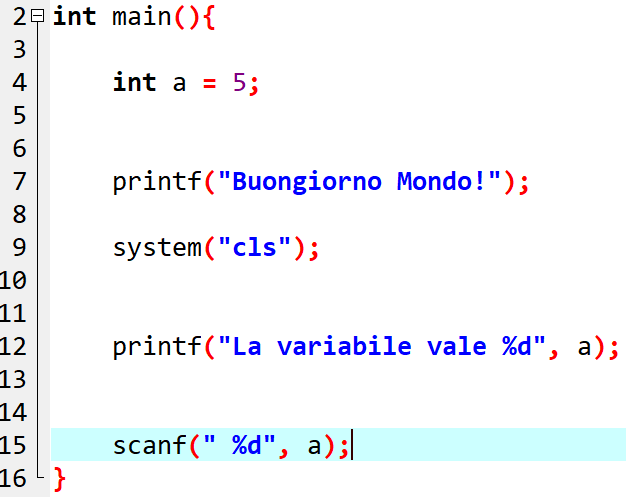 2 int main(){
3
4 int a = 5;
5
6
7 printf("Buongiorno Mondo!");
8
9 system("cls");
10
11
12 printf("La variabile vale %d", a);
13
14
15 scanf(" %d", a);
16 }